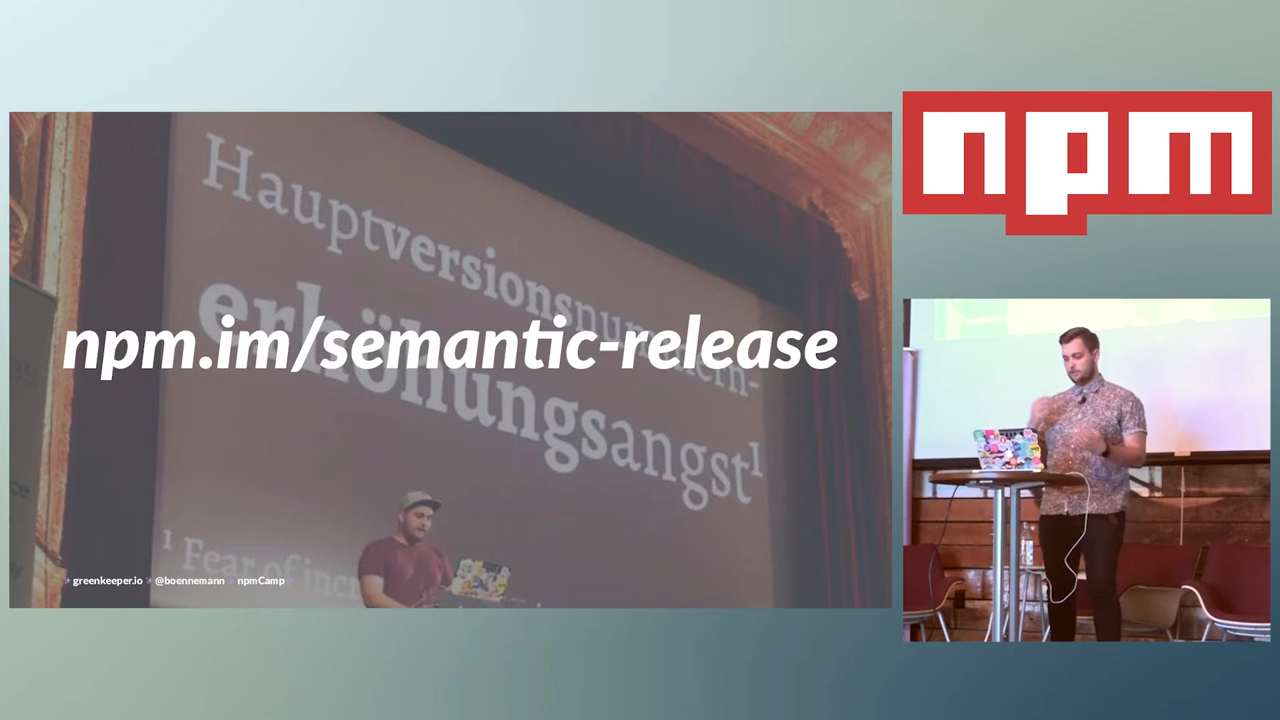 Hauptversionsnummern-
erhöhungsangst¹
npm.im/semantic-release
¹ Fear of incr
greenkeeper.io @boennemann npmCamp
npm